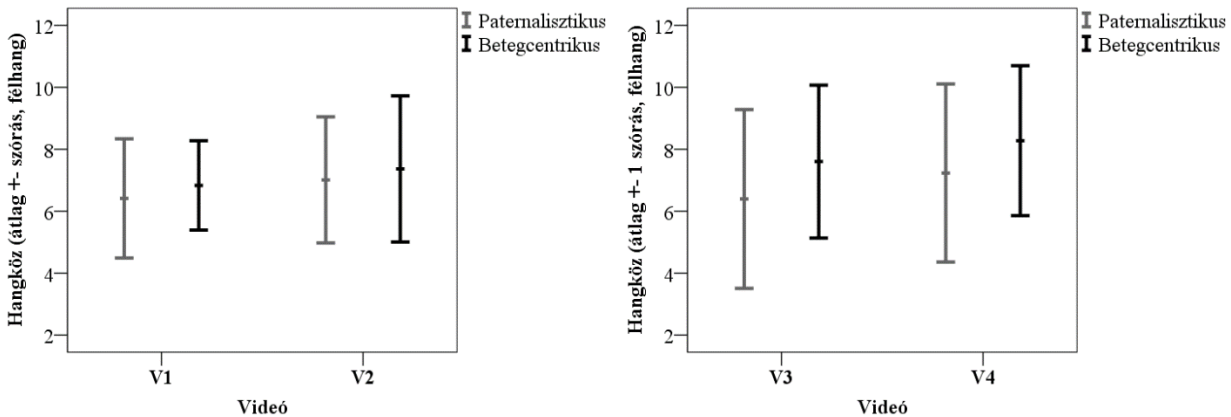 Hangköz (átlag +- szórás, félhang)
12
10
8
6
4
2
V1
V2
Videó
Paternalisztikus
Betegcentrikus
Hangköz (átlag +- 1 szórás, félhang)
12
10
8
6
4
2
V3
V4
Videó
Paternalisztikus
Betegcentrikus